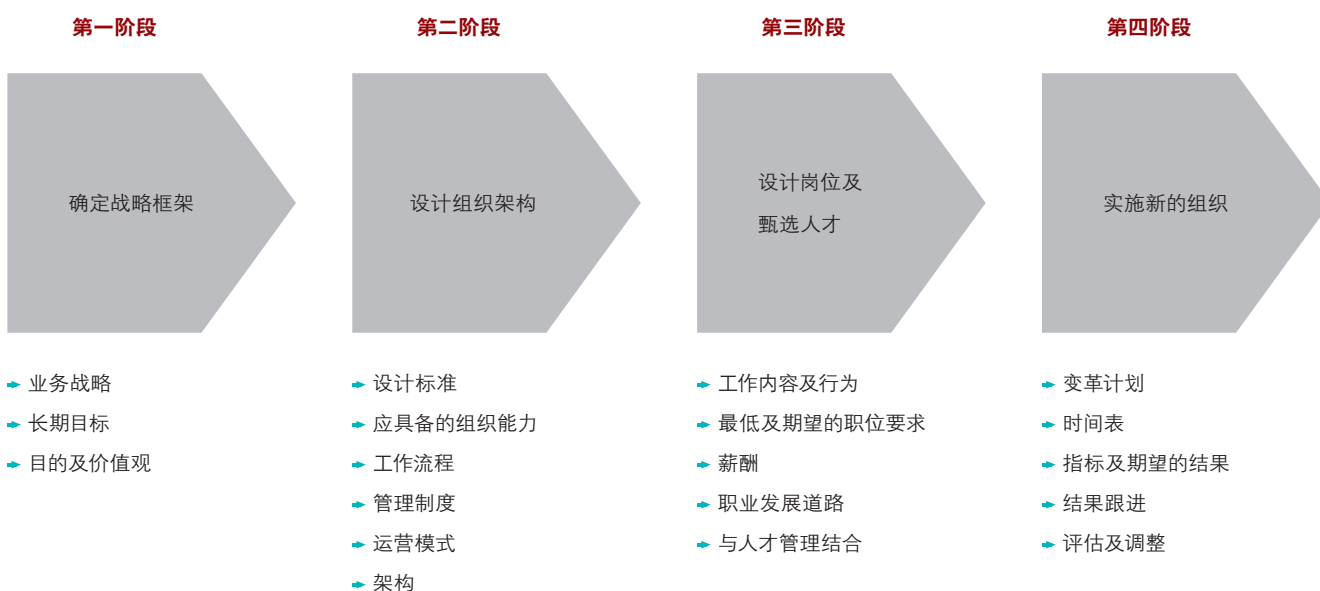 第一阶段
第二阶段
第三阶段
第四阶段
确定战略框架
设计组织架构
设计岗位及
甄选人才
实施新的组织
业务战略
长期目标
目的及价值观
设计标准
应具备的组织能力
工作流程
管理制度
运营模式
架构
工作内容及行为
最低及期望的职位要求
薪酬
职业发展道路
与人才管理结合
变革计划
时间表
指标及期望的结果
结果跟进
评估及调整